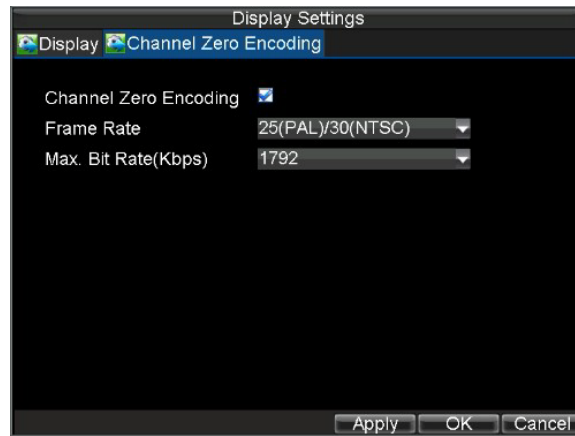 Display Settings
Display Channel Zero Encoding
Channel Zero Encoding
Frame Rate 25(PAL)/30(NTSC)
Max. Bit Rate(Kbps) 1792
Apply OK Cancel